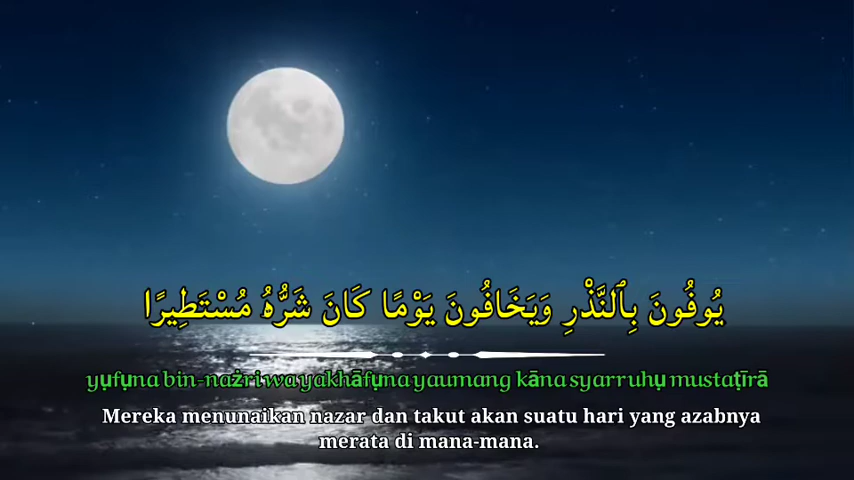 يُوفُونَ بِٱلنَّذْرِ وَيَخَافُونَ يَوْمًا كَانَ شَرُّهُۥ مُسْتَطِيرًا
yụfụna bin-nażri wa yakhāfụna yaumang kāna syarruhụ mustaṭīrā
Mereka menunaikan nazar dan takut akan suatu hari yang azabnya
merata di mana-mana.